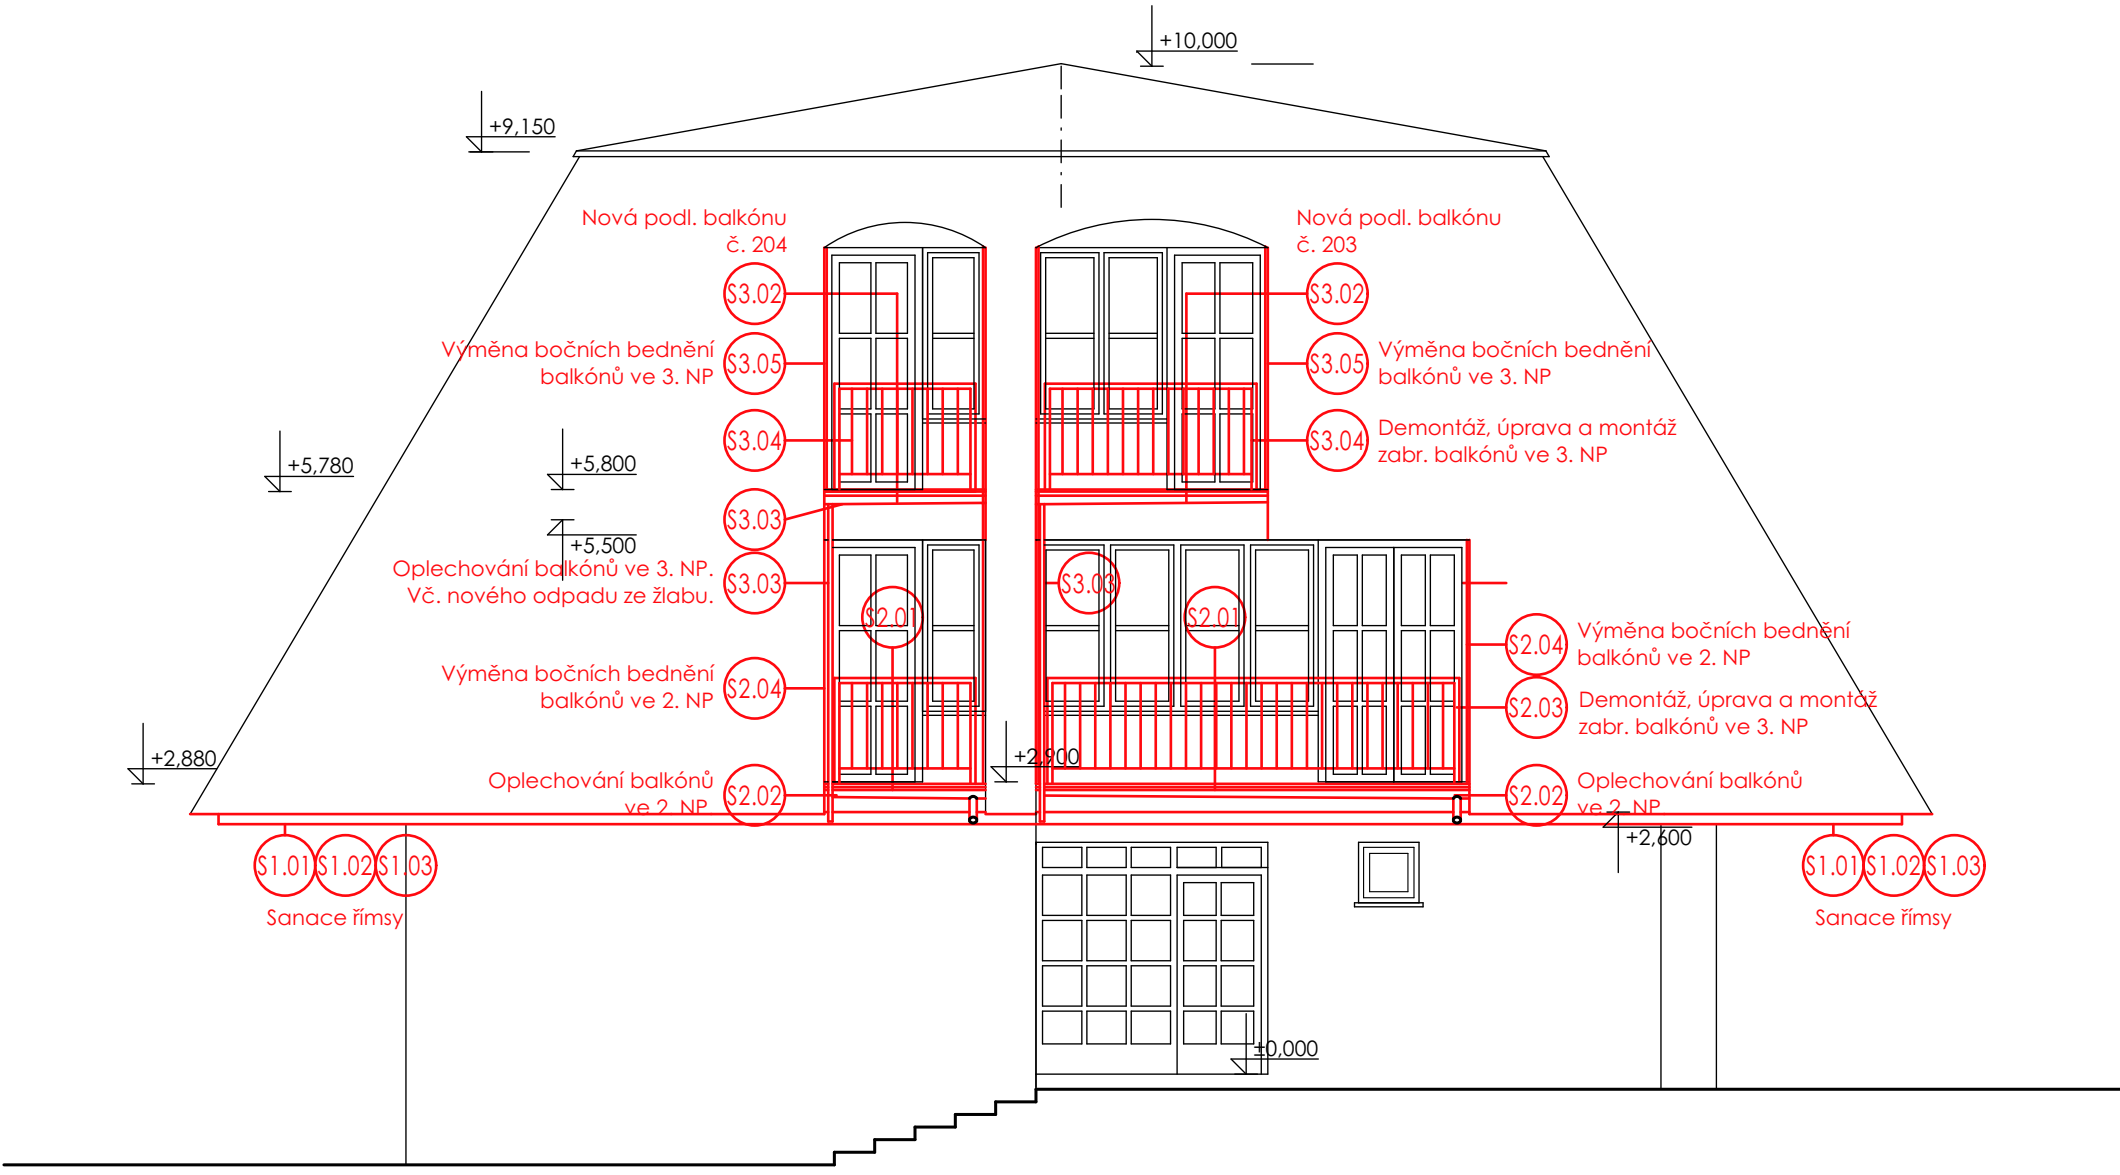 +10,000
+9,150
Nová podl. balkónu
č. 204
Nová podl. balkónu
č. 203
S3.02
S3.02
Výměna bočních bednění
balkónů ve 3. NP
S3.05
S3.05
Výměna bočních bednění
balkónů ve 3. NP
S3.04
S3.04
Demontáž, úprava a montáž
zabr. balkónů ve 3. NP
+5,780
+5,800
S3.03
+5,500
Oplechování balkónů ve 3. NP.
Vč. nového odpadu ze žlabu.
S3.03
S3.03
S2.01
S2.01
S2.04
Výměna bočních bednění
balkónů ve 2. NP
Výměna bočních bednění
balkónů ve 2. NP
S2.04
S2.03
Demontáž, úprava a montáž
zabr. balkónů ve 3. NP
+2,880
+2,900
Oplechování balkónů
ve 2. NP.
S2.02
S2.02
Oplechování balkónů
ve 2. NP
+2,600
S1.01 S1.02 S1.03
Sanace římsy
S1.01 S1.02 S1.03
Sanace římsy
±0,000